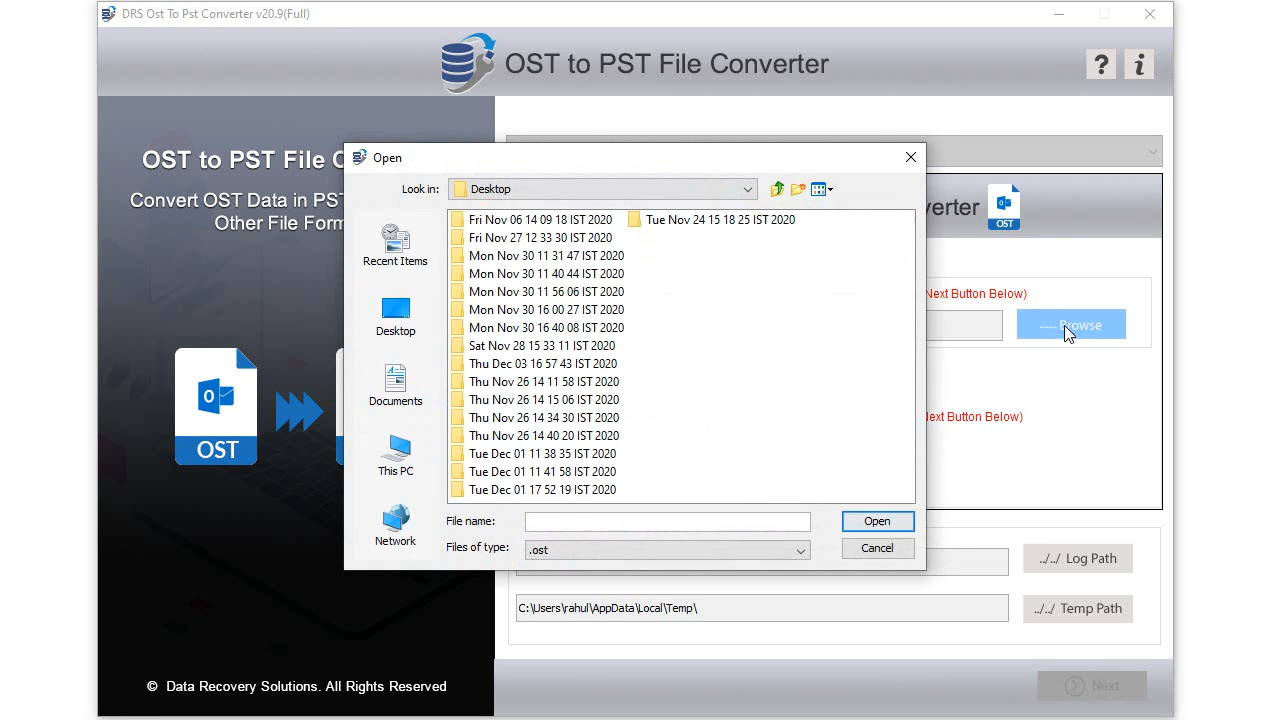 DRS Ost To Pst Converter v20.9(Full)
OST to PST File Converter
? i
OST to PST File
Convert OST Data in PST
Other File
OST
Open
Look in: Desktop
Recent Items
Desktop
Documents
This PC
Network
Fri Nov 06 14 09 18 IST 2020
Fri Nov 27 12 33 30 IST 2020
Mon Nov 30 11 31 47 IST 2020
Mon Nov 30 11 40 44 IST 2020
Mon Nov 30 11 56 06 IST 2020
Mon Nov 30 16 00 27 IST 2020
Mon Nov 30 16 40 08 IST 2020
Sat Nov 28 15 33 11 IST 2020
Thu Dec 03 16 57 43 IST 2020
Thu Nov 26 14 11 58 IST 2020
Thu Nov 26 14 15 06 IST 2020
Thu Nov 26 14 34 30 IST 2020
Thu Nov 26 14 40 20 IST 2020
Tue Dec 01 11 38 35 IST 2020
Tue Dec 01 11 41 58 IST 2020
Tue Dec 01 17 52 19 IST 2020
Tue Nov 24 15 18 25 IST 2020
File name:
Open
Files of type: .ost
Cancel
verter
OST
Next Button Below)
...... Browse
ext Button Below)
../../ Log Path
C:\Users\rahul\AppData\Local\Temp\
../../ Temp Path
© Data Recovery Solutions. All Rights Reserved
Next